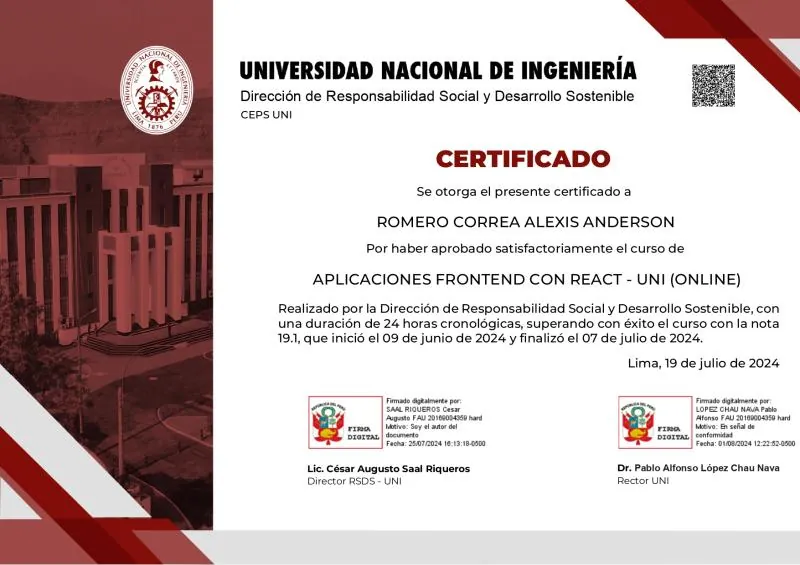 UNIVERSIDAD NACIONAL DE INGENIERÍA
UNIVERSIDAD NACIONAL DE INGENIERÍA
Dirección de Responsabilidad Social y Desarrollo Sostenible
CEPS UNI
LIMA 1876 PERU
CERTIFICADO
Se otorga el presente certificado a
ROMERO CORREA ALEXIS ANDERSON
Por haber aprobado satisfactoriamente el curso de
APLICACIONES FRONTEND CON REACT - UNI (ONLINE)
Realizado por la Dirección de Responsabilidad Social y Desarrollo Sostenible, con
una duración de 24 horas cronológicas, superando con éxito el curso con la nota
19.1, que inició el 09 de junio de 2024 y finalizó el 07 de julio de 2024.
Lima, 19 de julio de 2024
REPÚBLICA DEL PERÚ
FIRMA
DIGITAL
Firmado digitalmente por:
SAAL RIQUEROS Cesar
Augusto FAU 20169004359 hard
Motivo: Soy el autor del
documento
Fecha: 25/07/2024 16:13:18-0500
Lic. César Augusto Saal Riqueros
Director RSDS - UNI
REPÚBLICA DEL PERÚ
FIRMA
DIGITAL
Firmado digitalmente por:
LOPEZ CHAU NAVA Pablo
Alfonso FAU 20169004359 hard
Motivo: En señal de
conformidad
Fecha: 01/08/2024 12:22:52-0500
Dr. Pablo Alfonso López Chau Nava
Rector UNI